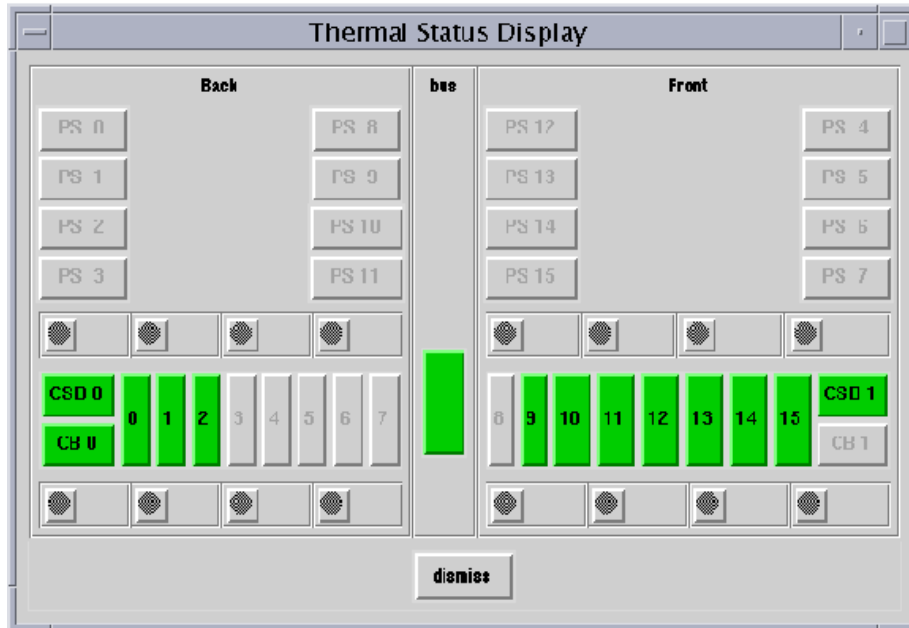 Thermal Status Display
Back
bus
Front
PS 0
PS 8
PS 12
PS 4
PS 1
PS 9
PS 13
PS 5
PS 2
PS 10
PS 14
PS 6
PS 3
PS 11
PS 15
PS 7
CSD 0
CB 0
0
1
2
3
4
5
6
7
8
9
10
11
12
13
14
15
CSD 1
CB 1
dismiss